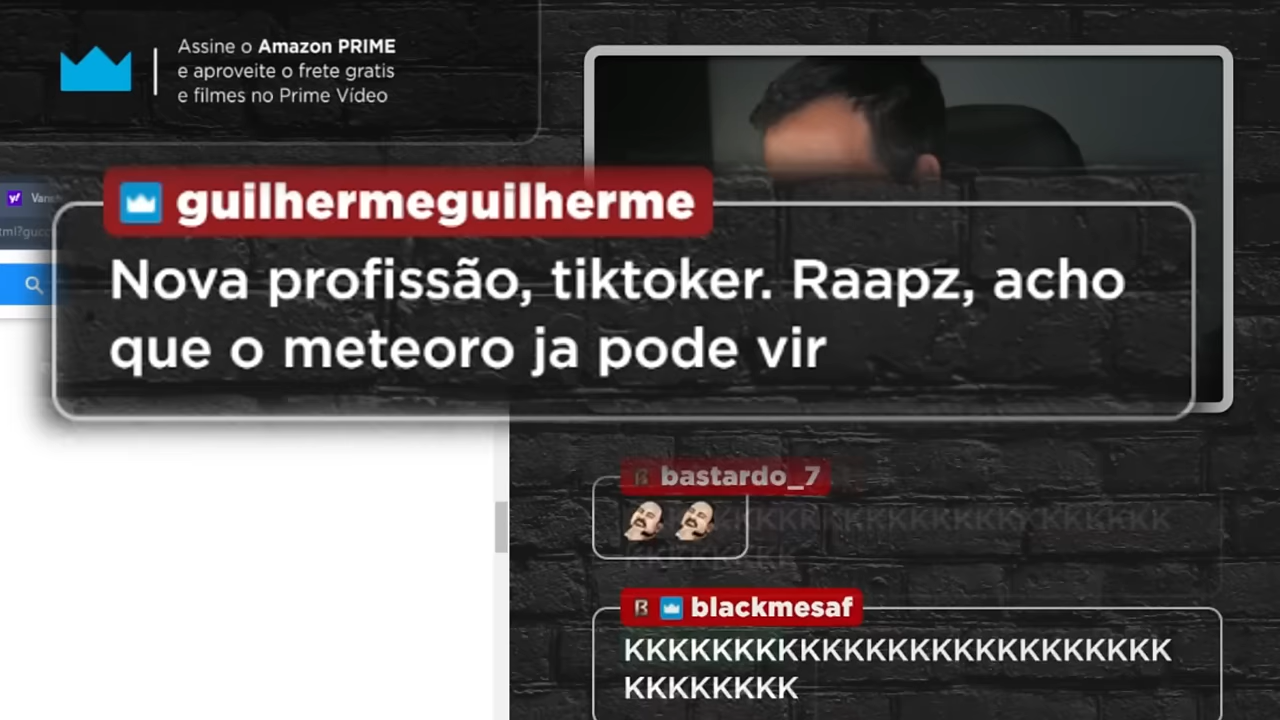 Assine o Amazon PRIME
e aproveite o frete gratis
e filmes no Prime Vídeo
guilhermeguilherme
Nova profissão, tiktoker. Raapz, acho
que o meteoro ja pode vir
bastardo_7
blackmesaf
KKKKKKKKKKKKKKKKKKKKKKKKK
KKKKKKKK